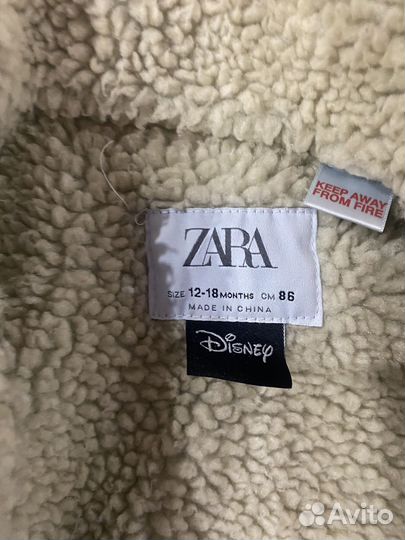 KEEP AWAY
FROM FIRE
ZARA
SIZE 12-18 MONTHS CM 86
MADE IN CHINA
Disney
Avito